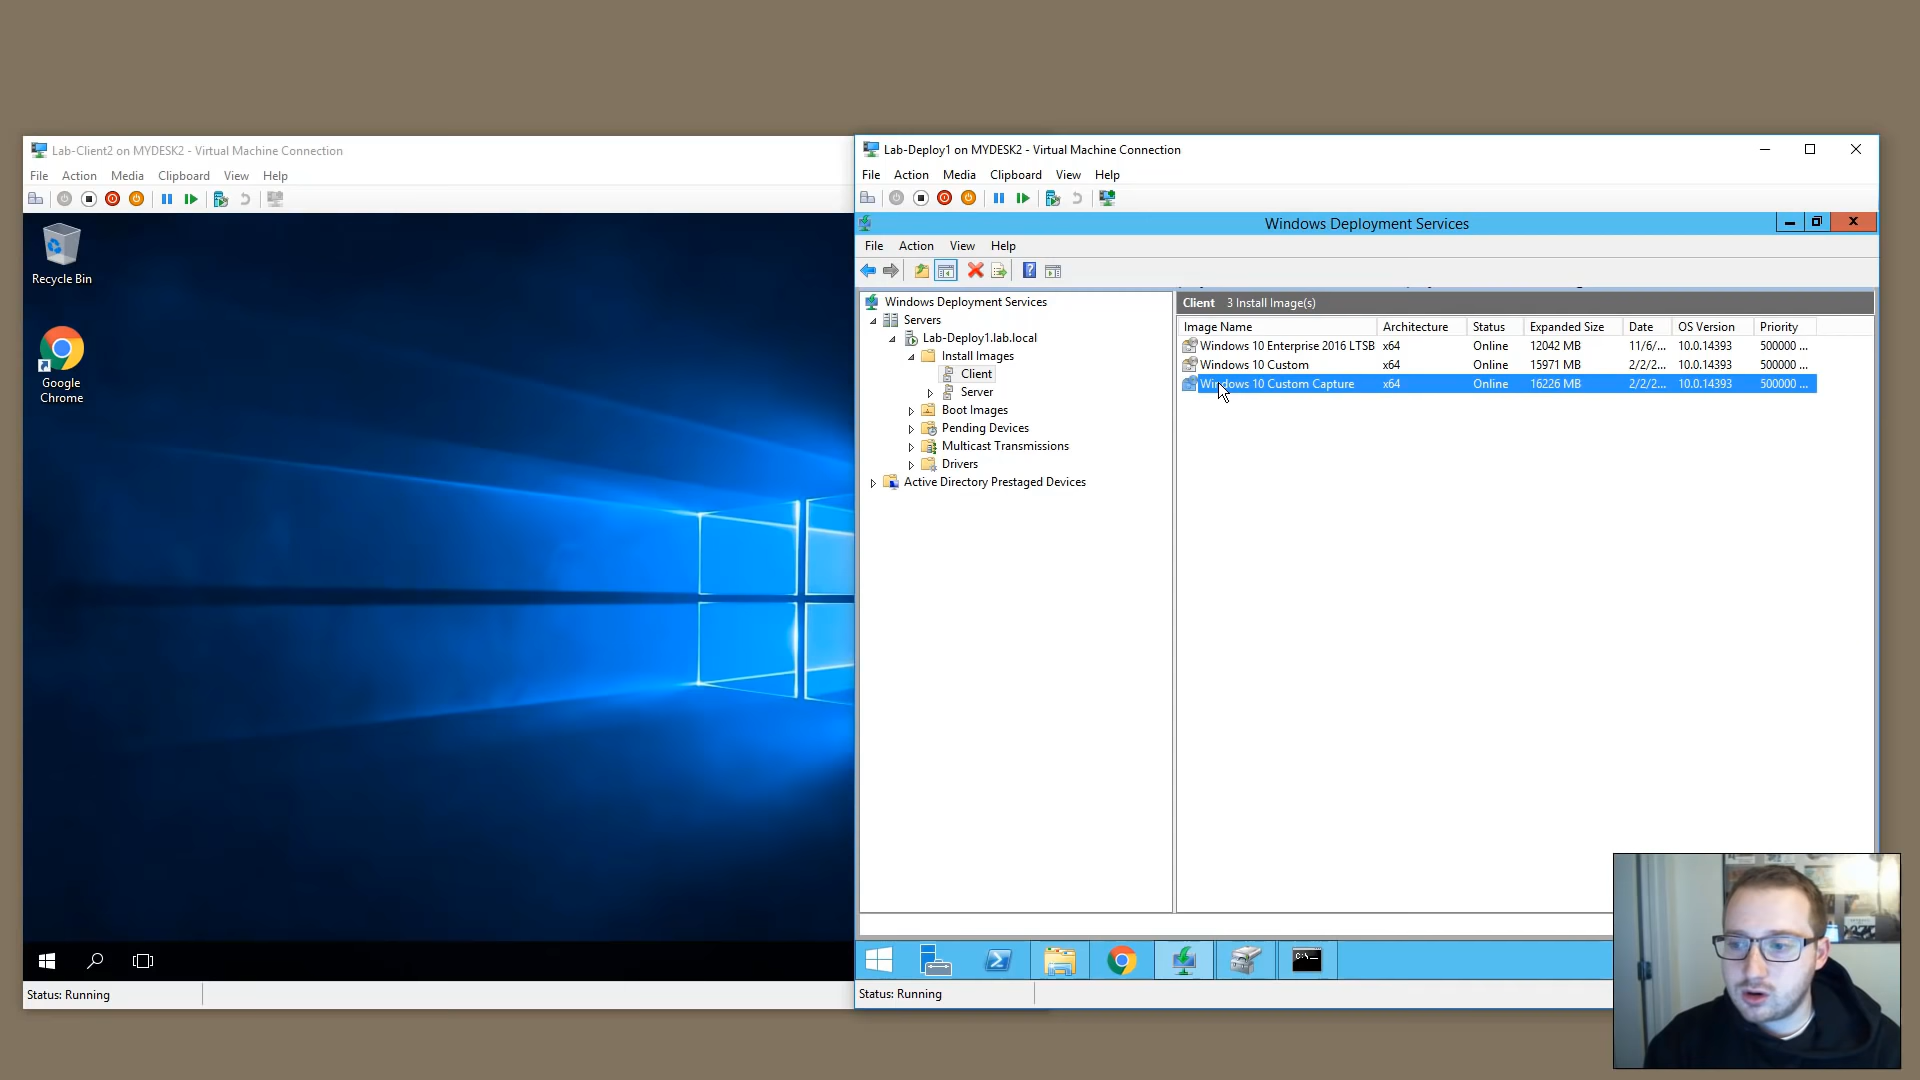 Lab-Client2 on MYDESK2 - Virtual Machine Connection
File Action Media Clipboard View Help
Recycle Bin
Google
Chrome
Status: Running
Lab-Deploy1 on MYDESK2 - Virtual Machine Connection
File Action Media Clipboard View Help
Windows Deployment Services
File Action View Help
Windows Deployment Services
Servers
Lab-Deploy1.lab.local
Install Images
Client
Server
Boot Images
Pending Devices
Multicast Transmissions
Drivers
Active Directory Prestaged Devices
Client 3 Install Image(s)
Image Name Architecture Status Expanded Size Date OS Version Priority
Windows 10 Enterprise 2016 LTSB x64 Online 12042 MB 11/6/... 10.0.14393 500000 ...
Windows 10 Custom x64 Online 15971 MB 2/2/2... 10.0.14393 500000 ...
Windows 10 Custom Capture x64 Online 16226 MB 2/2/2... 10.0.14393 500000 ...
C:\
Status: Running